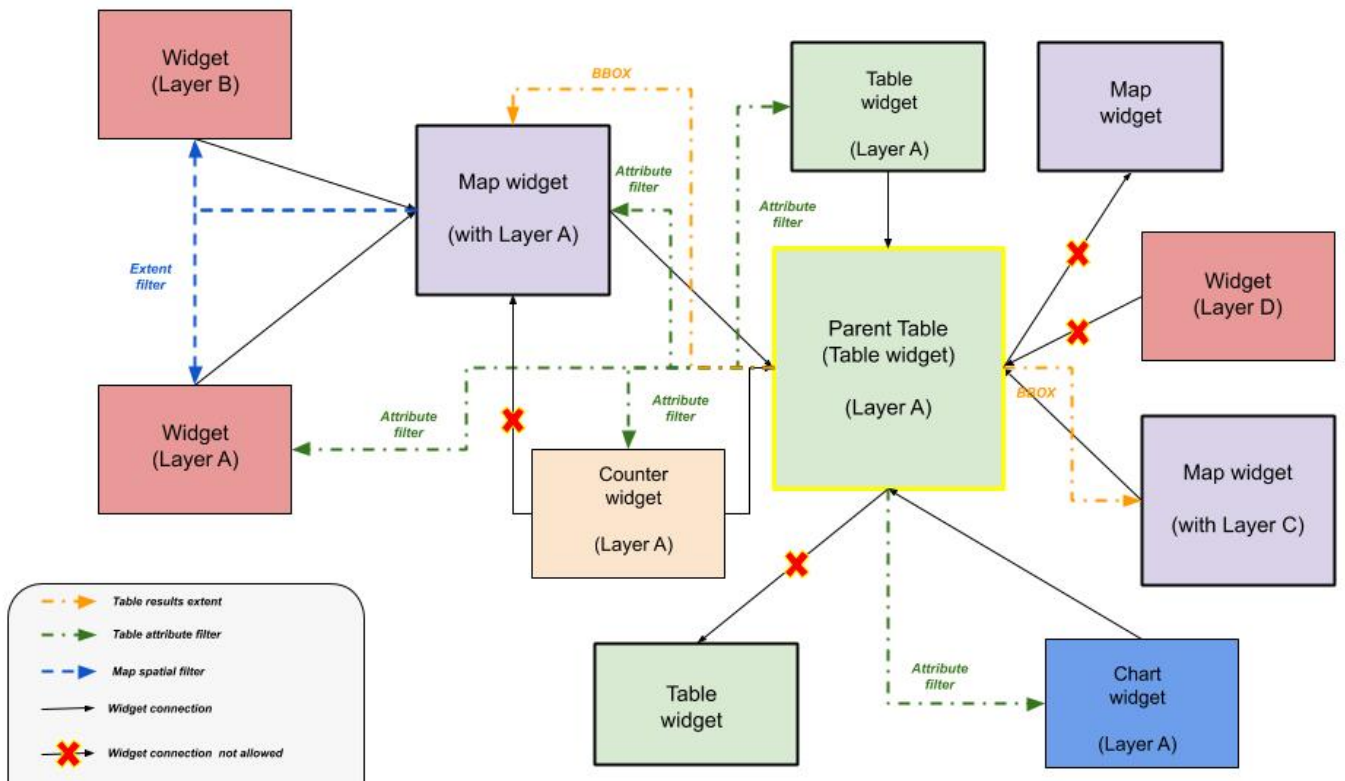 Widget
(Layer B)
BBOX
Table
widget
(Layer A)
Map
widget
Map widget
(with Layer A)
Attribute
filter
Attribute
filter
Extent
filter
Parent Table
(Table widget)
(Layer A)
Widget
(Layer D)
Widget
(Layer A)
Attribute
filter
Attribute
filter
BBOX
Counter
widget
(Layer A)
Map widget
(with Layer C)
Table results extent
Table attribute filter
Map spatial filter
Widget connection
Widget connection not allowed
Table
widget
Attribute
filter
Chart
widget
(Layer A)